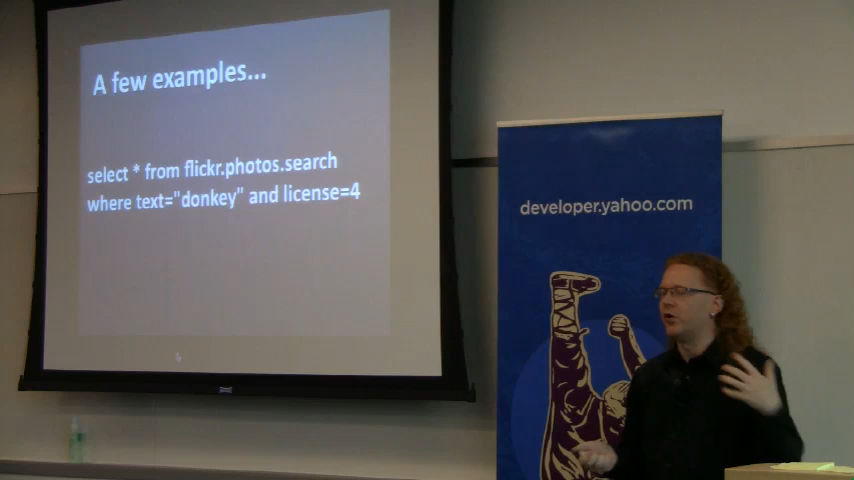 A few examples...
select * from flickr.photos.search
where text="donkey" and license=4
developer.yahoo.com